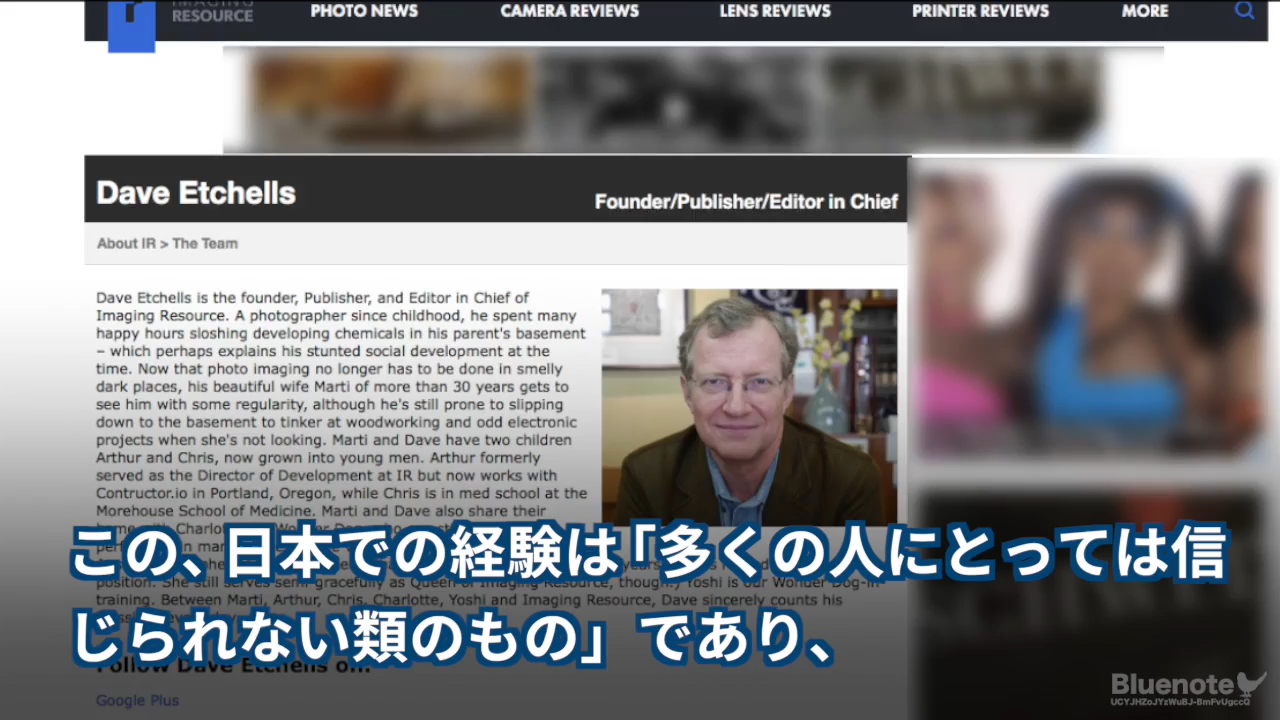 IMAGING
RESOURCE
PHOTO NEWS
CAMERA REVIEWS
LENS REVIEWS
PRINTER REVIEWS
MORE
Dave Etchells
Founder/Publisher/Editor in Chief
About IR > The Team
Dave Etchells is the founder, Publisher, and Editor in Chief of
Imaging Resource. A photographer since childhood, he spent many
happy hours sloshing developing chemicals in his parent's basement
– which perhaps explains his stunted social development at the
time. Now that photo imaging no longer has to be done in smelly
dark places, his beautiful wife Marti of more than 30 years gets to
see him with some regularity, although he's still prone to slipping
down to the basement to tinker at woodworking and odd electronic
projects when she's not looking. Marti and Dave have two children
Arthur and Chris, now grown into young men. Arthur formerly
served as the Director of Development at IR but now works with
Contructor.io in Portland, Oregon, while Chris is in med school at the
Morehouse School of Medicine. Marti and Dave also share their
position. She still serves semi-gracefully as Queen of Imaging Resource, though Yoshi is our Wonder Dog-in-
training. Between Marti, Arthur, Chris, Charlotte, Yoshi and Imaging Resource, Dave sincerely counts his
この、日本での経験は「多くの人にとっては信
じられない類のもの」であり、
Follow Dave Etchells o...
Google Plus
Bluenote
UCYJHZoJYzWuBJ-BmFvUgccQ